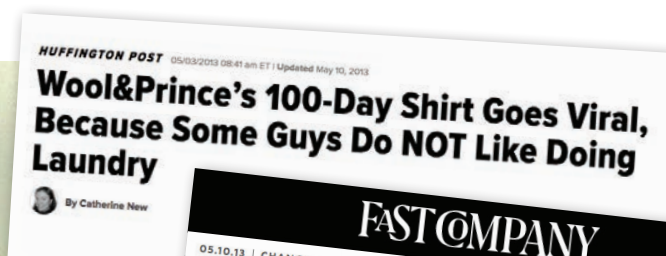 HUFFINGTON POST 05/03/2013 08:41 am ET | Updated May 10, 2013
Wool&Prince's 100-Day Shirt Goes Viral,
Because Some Guys Do NOT Like Doing
Laundry
By Catherine New
FAST COMPANY
05.10.13 |